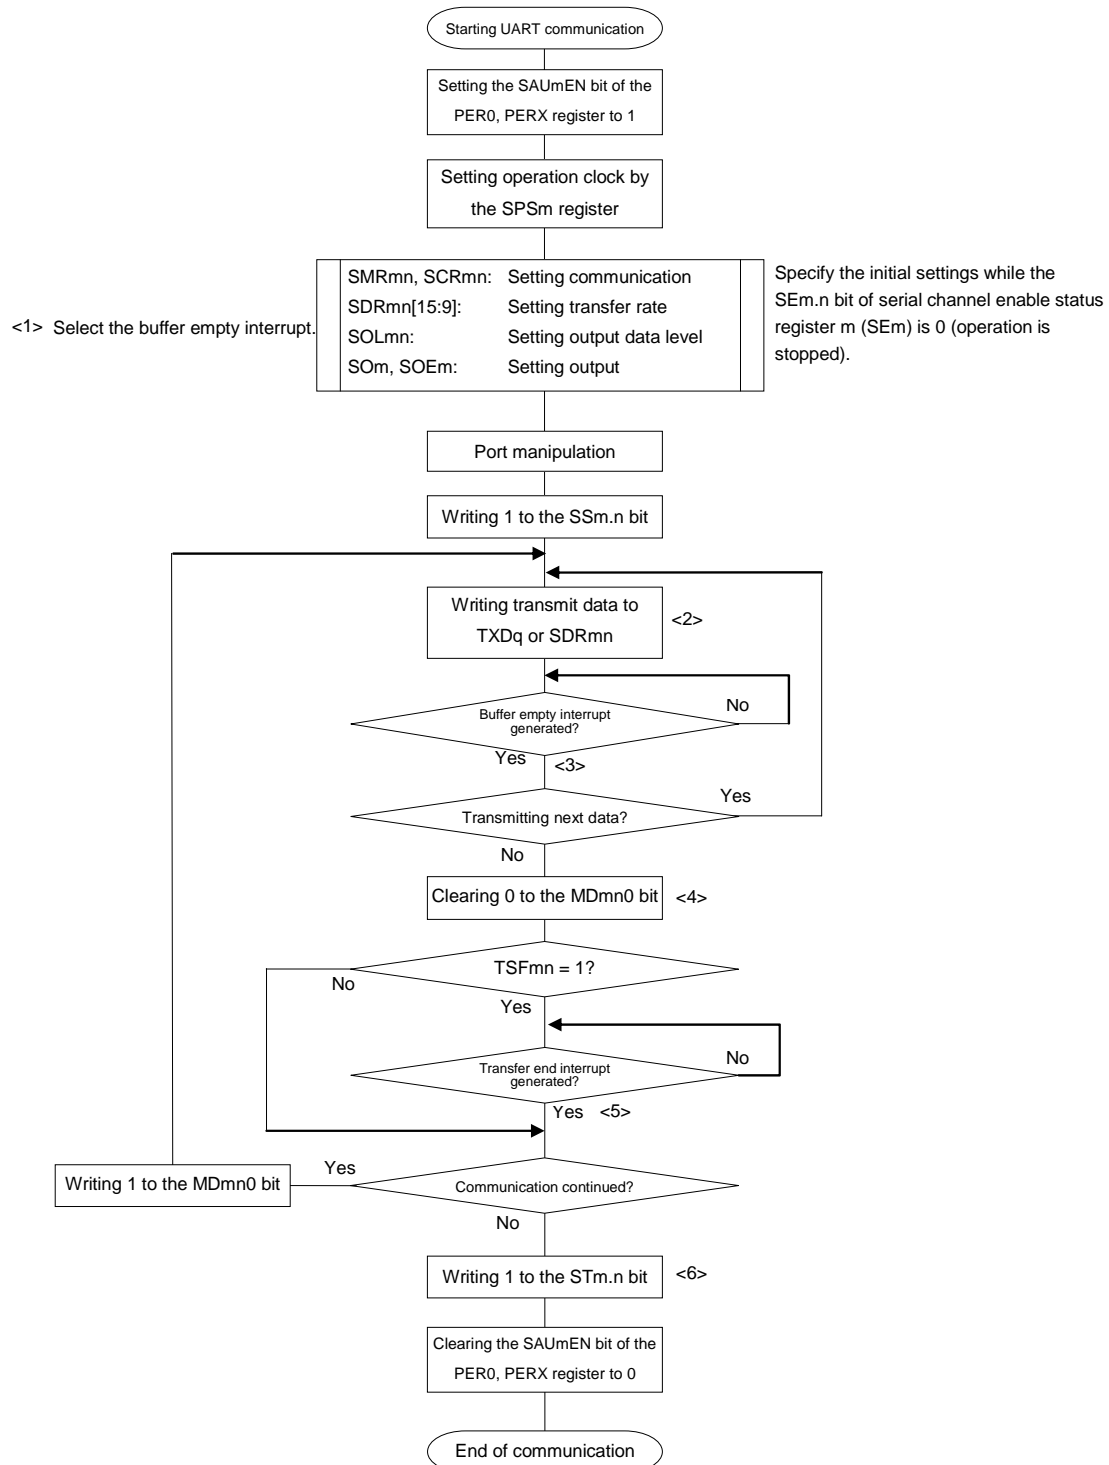 Starting UART communication
Setting the SAUmEN bit of the
PER0, PERX register to 1
Setting operation clock by
the SPSm register
<1> Select the buffer empty interrupt.
SMRmn, SCRmn: Setting communication
SDRmn[15:9]: Setting transfer rate
SOLmn: Setting output data level
SOm, SOEm: Setting output
Specify the initial settings while the
SEm.n bit of serial channel enable status
register m (SEm) is 0 (operation is
stopped).
Port manipulation
Writing 1 to the SSm.n bit
Writing transmit data to
TXDq or SDRmn
<2>
Buffer empty interrupt
generated?
No
Yes
<3>
Transmitting next data?
Yes
No
Clearing 0 to the MDmn0 bit
<4>
TSFmn = 1?
No
Yes
Transfer end interrupt
generated?
No
Yes <5>
Communication continued?
Yes
Writing 1 to the MDmn0 bit
No
Writing 1 to the STm.n bit
<6>
Clearing the SAUmEN bit of the
PER0, PERX register to 0
End of communication